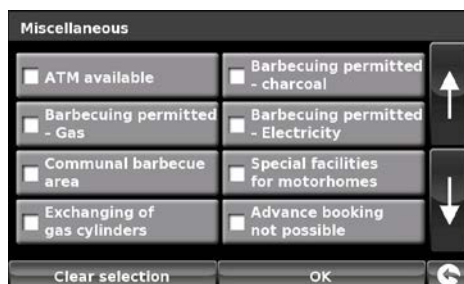 Miscellaneous
ATM available
Barbecuing permitted
- charcoal
Barbecuing permitted
- Gas
Barbecuing permitted
- Electricity
Communal barbecue
area
Special facilities
for motorhomes
Exchanging of
gas cylinders
Advance booking
not possible
Clear selection
OK